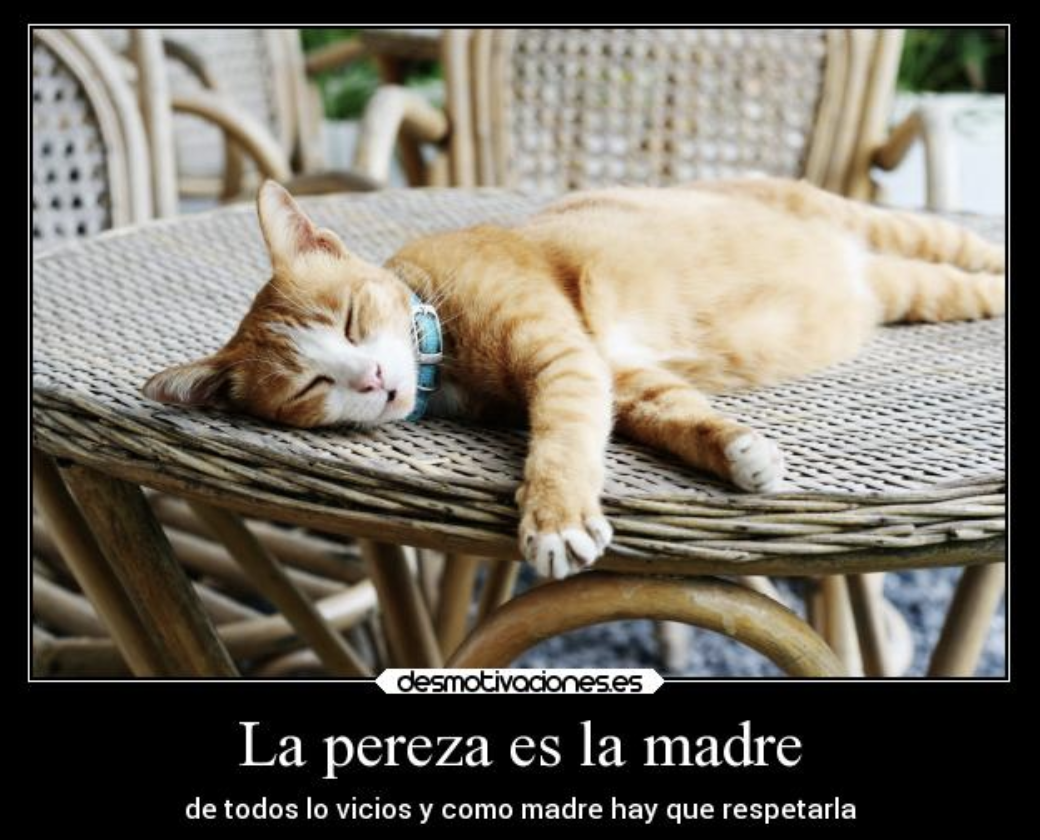 desmotivaciones.es
La pereza es la madre
de todos lo vicios y como madre hay que respetarla